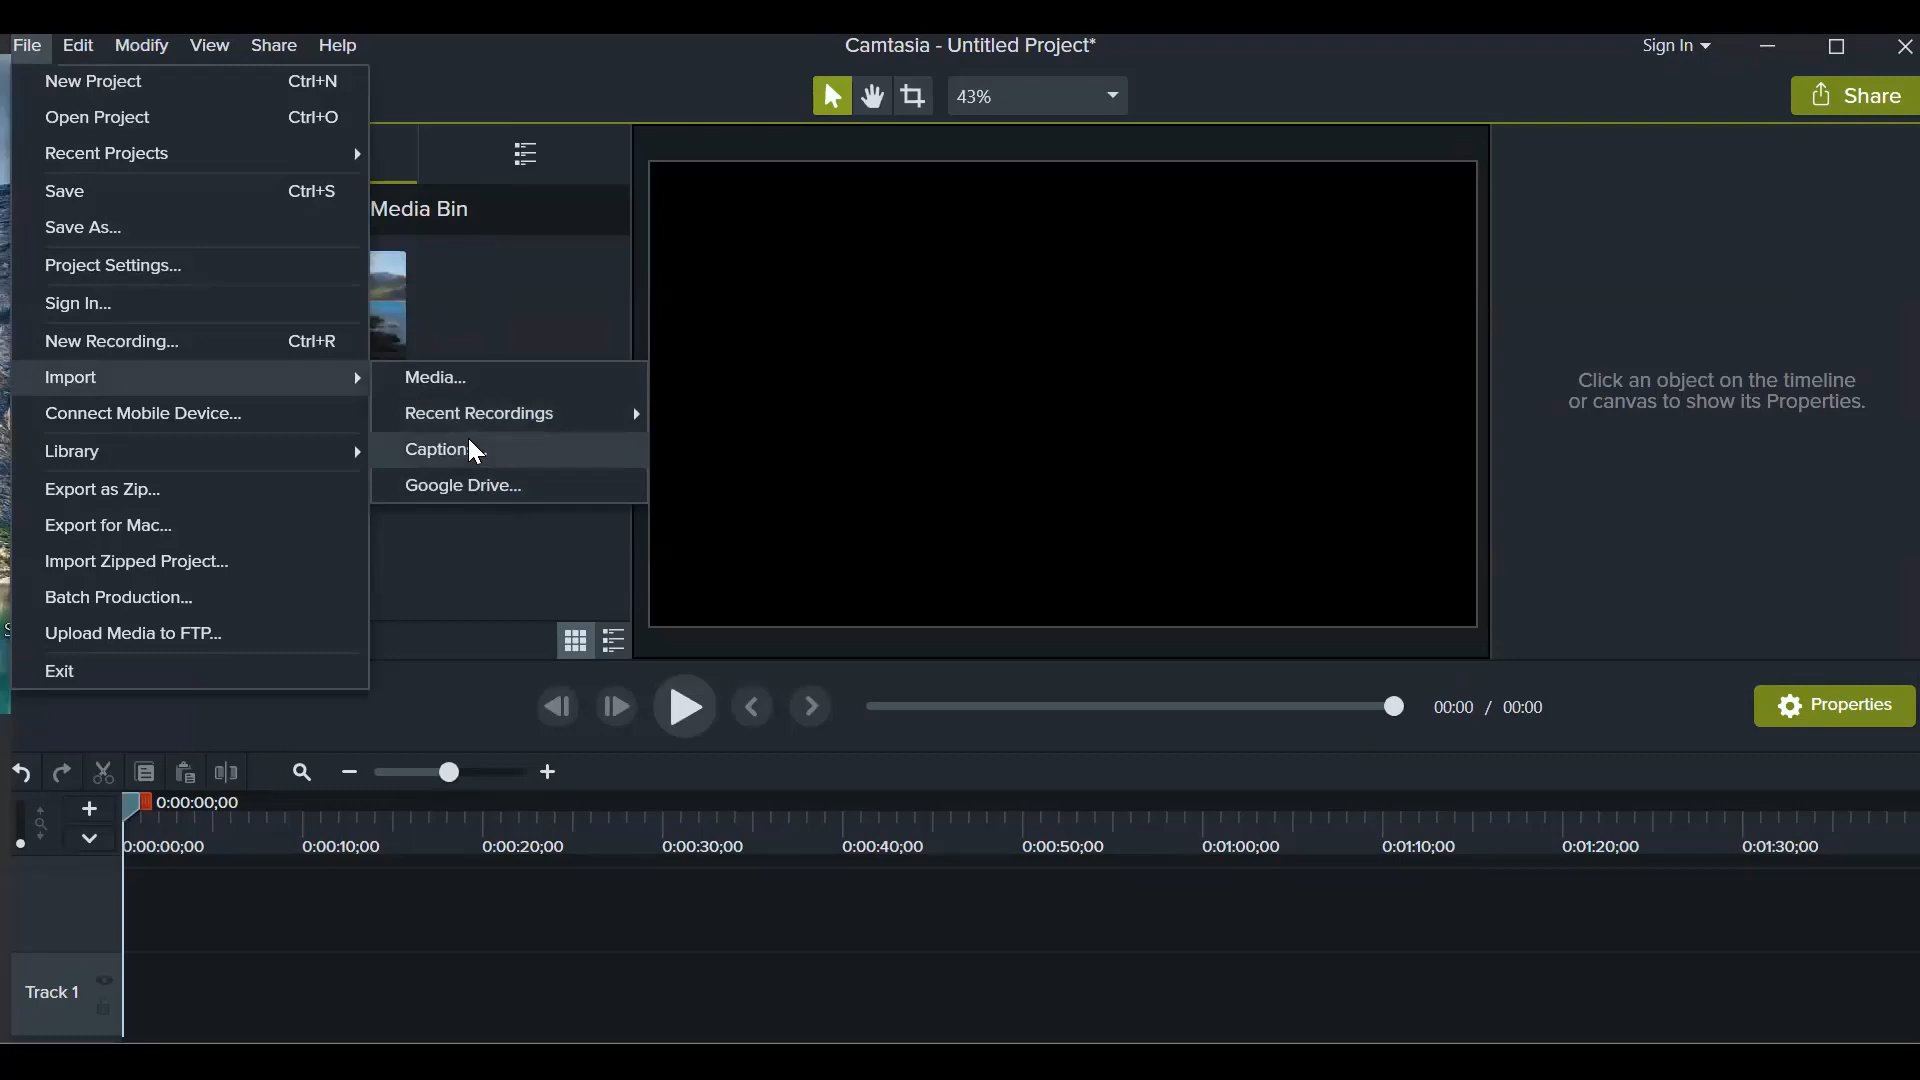 File Edit Modify View Share Help Camtasia - Untitled Project* Sign In
New Project Ctrl+N
43%
Share
Open Project Ctrl+O
Recent Projects
Save Ctrl+S
Save As...
Project Settings...
Sign In...
New Recording... Ctrl+R
Import
Connect Mobile Device...
Library
Export as Zip...
Export for Mac...
Import Zipped Project...
Batch Production...
Upload Media to FTP...
Exit
Media Bin
Media...
Recent Recordings
Google Drive...
Click an object on the timeline
or canvas to show its Properties.
00:00 / 00:00
Properties
0:00:00;00
0:00:00;00 0:00:10;00 0:00:20;00 0:00:30;00 0:00:40;00 0:00:50;00 0:01:00;00 0:01:10;00 0:01:20;00 0:01:30;00
Track 1